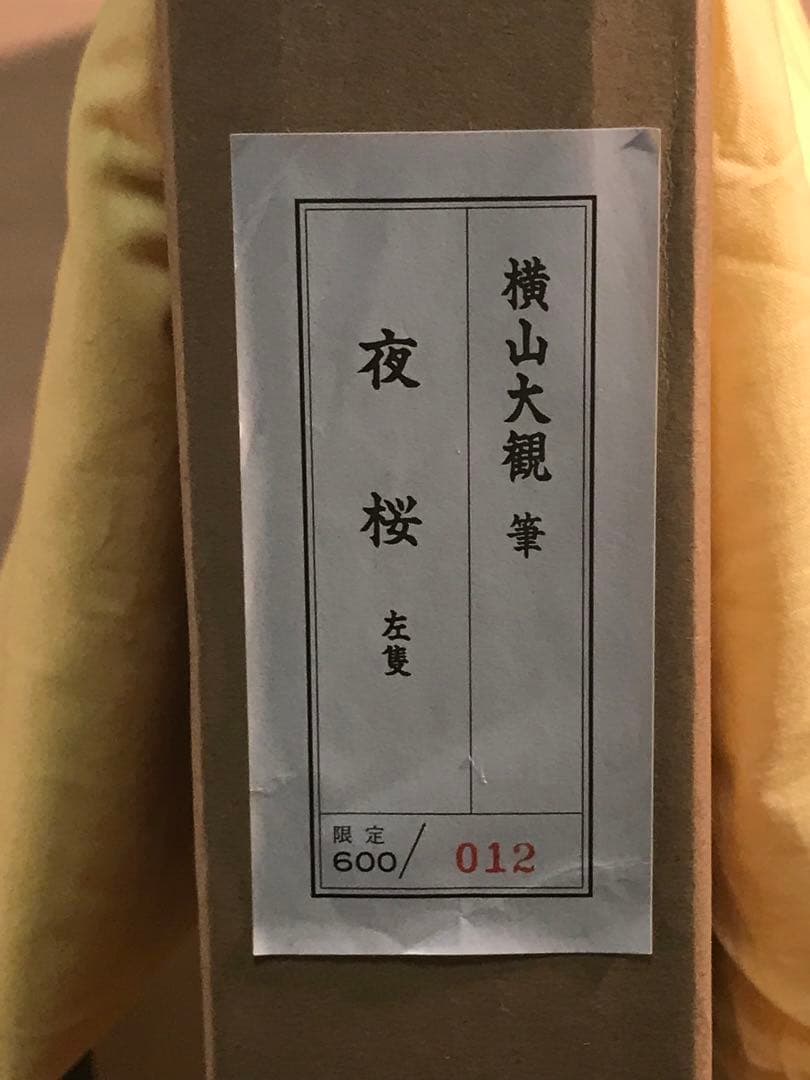 横山大観 筆
夜桜 左隻
限定
600/ 012